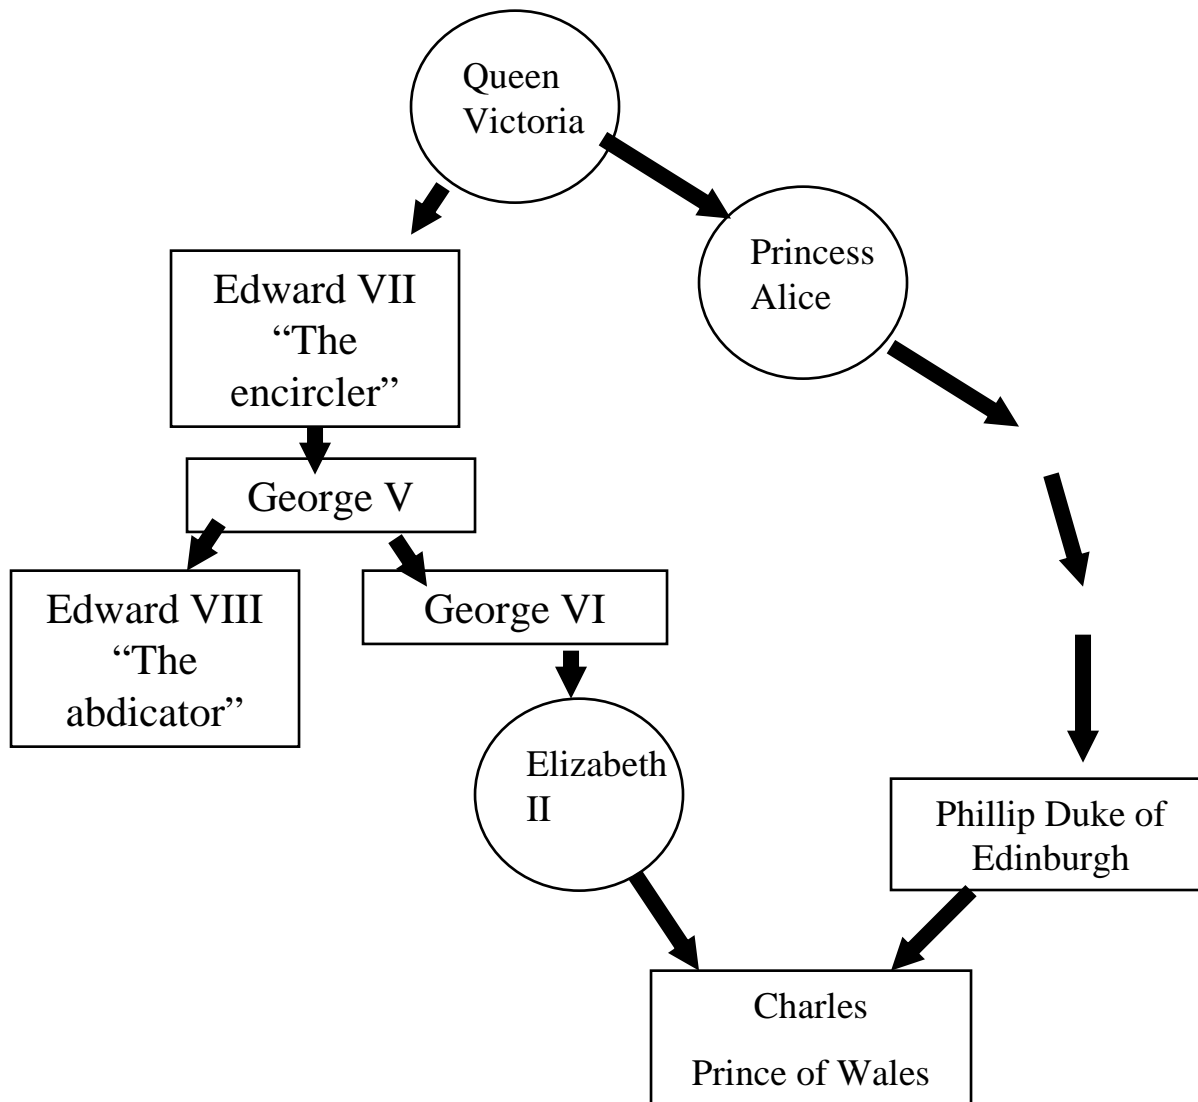 Queen
Victoria
Princess
Alice
Edward VII
“The
encircler”
George V
Edward VIII
“The
abdicator”
George VI
Elizabeth
II
Phillip Duke of
Edinburgh
Charles
Prince of Wales